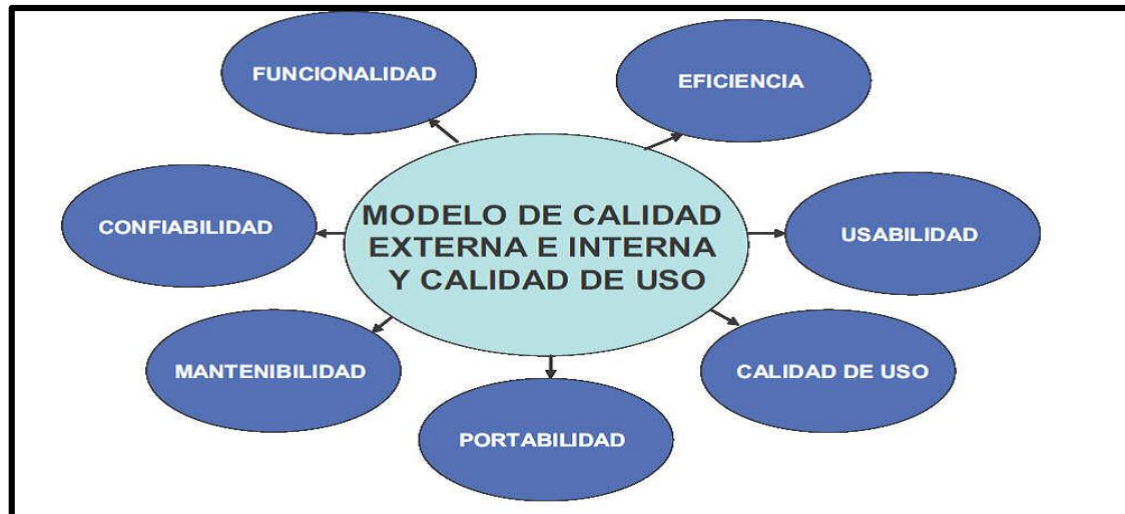 FUNCIONALIDAD
EFICIENCIA
CONFIABILIDAD
MODELO DE CALIDAD
EXTERNA E INTERNA
Y CALIDAD DE USO
USABILIDAD
MANTENIBILIDAD
CALIDAD DE USO
PORTABILIDAD